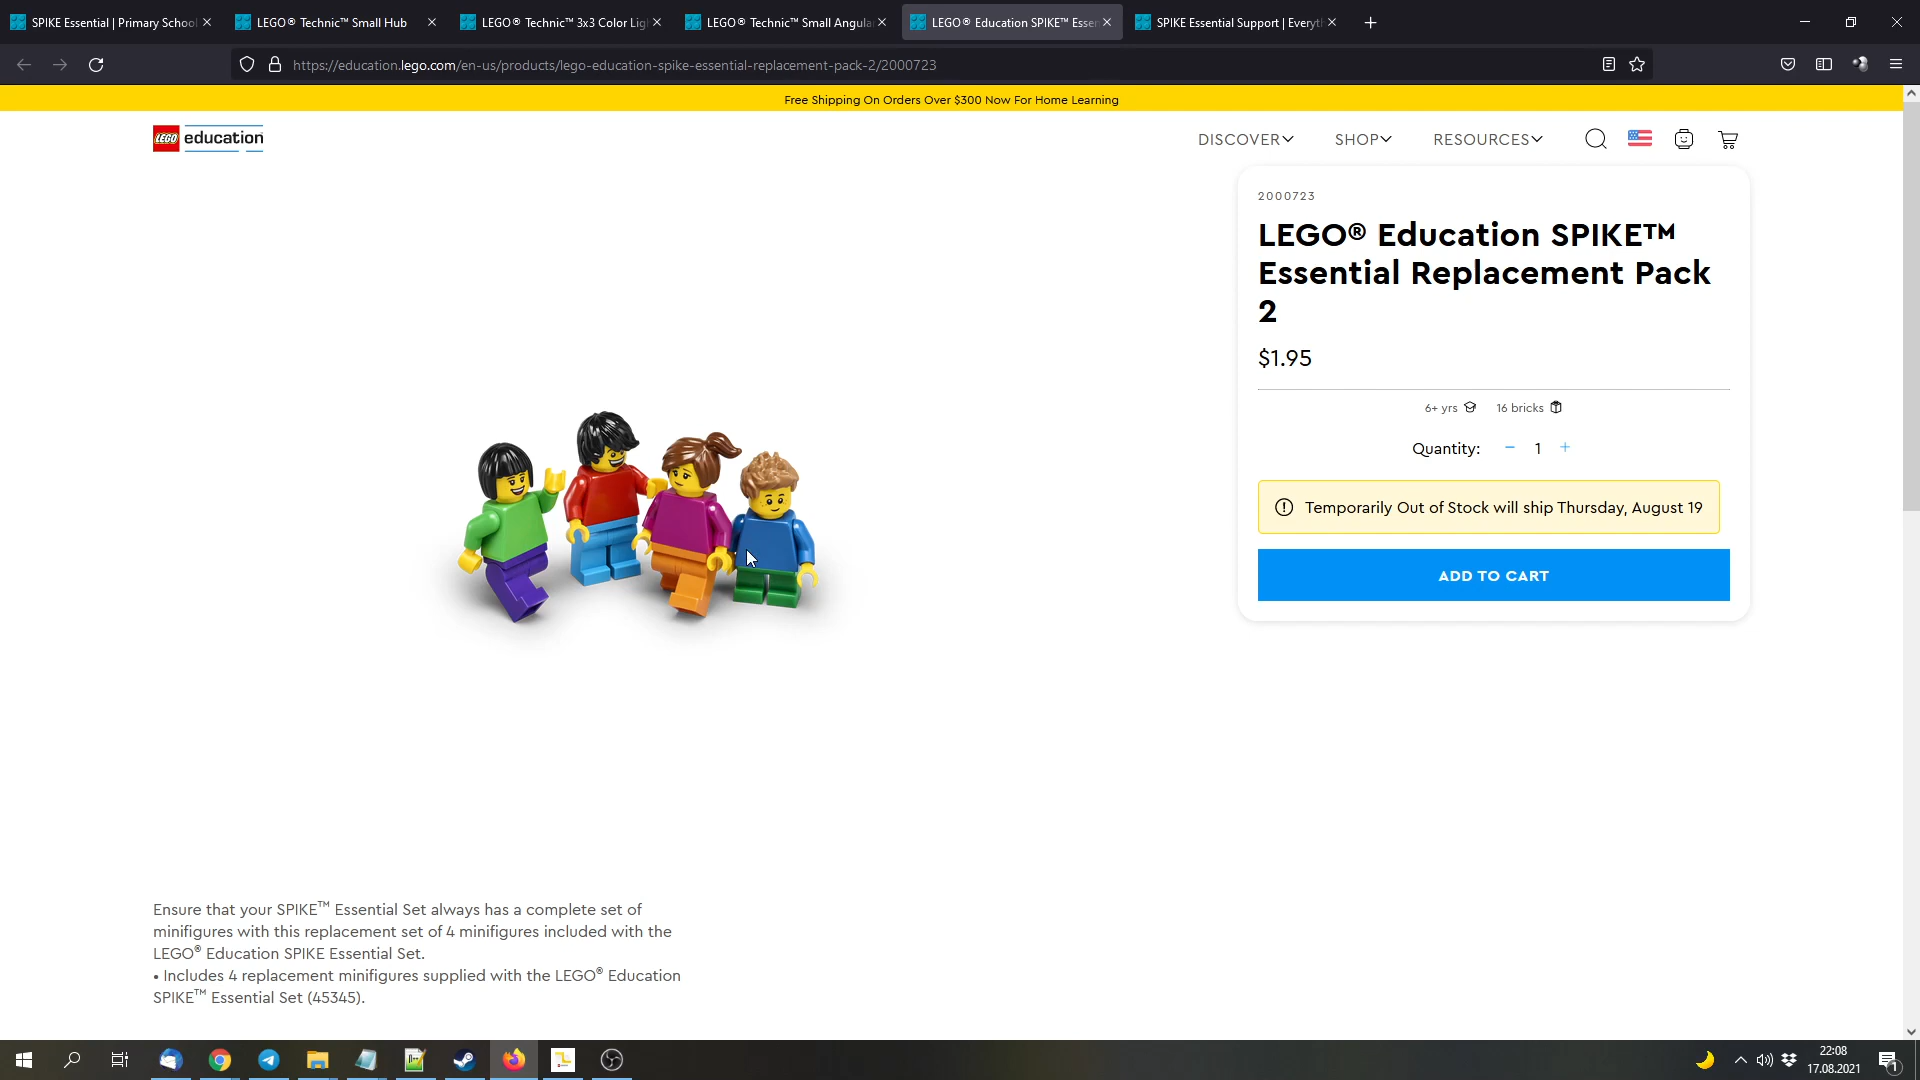 SPIKE Essential | Primary School
LEGO® Technic™ Small Hub
LEGO® Technic™ 3x3 Color Lig
LEGO® Technic™ Small Angula
LEGO® Education SPIKE™ Essen
SPIKE Essential Support | Everyt
https://education.lego.com/en-us/products/lego-education-spike-essential-replacement-pack-2/2000723
Free Shipping On Orders Over $300 Now For Home Learning
LEGO education
DISCOVER
SHOP
RESOURCES
2000723
LEGO® Education SPIKE™
Essential Replacement Pack
2
$1.95
6+ yrs
16 bricks
Quantity: − 1 +
Temporarily Out of Stock will ship Thursday, August 19
ADD TO CART
Ensure that your SPIKE™ Essential Set always has a complete set of
minifigures with this replacement set of 4 minifigures included with the
LEGO® Education SPIKE Essential Set.
• Includes 4 replacement minifigures supplied with the LEGO® Education
SPIKE™ Essential Set (45345).
22:08
17.08.2021
1